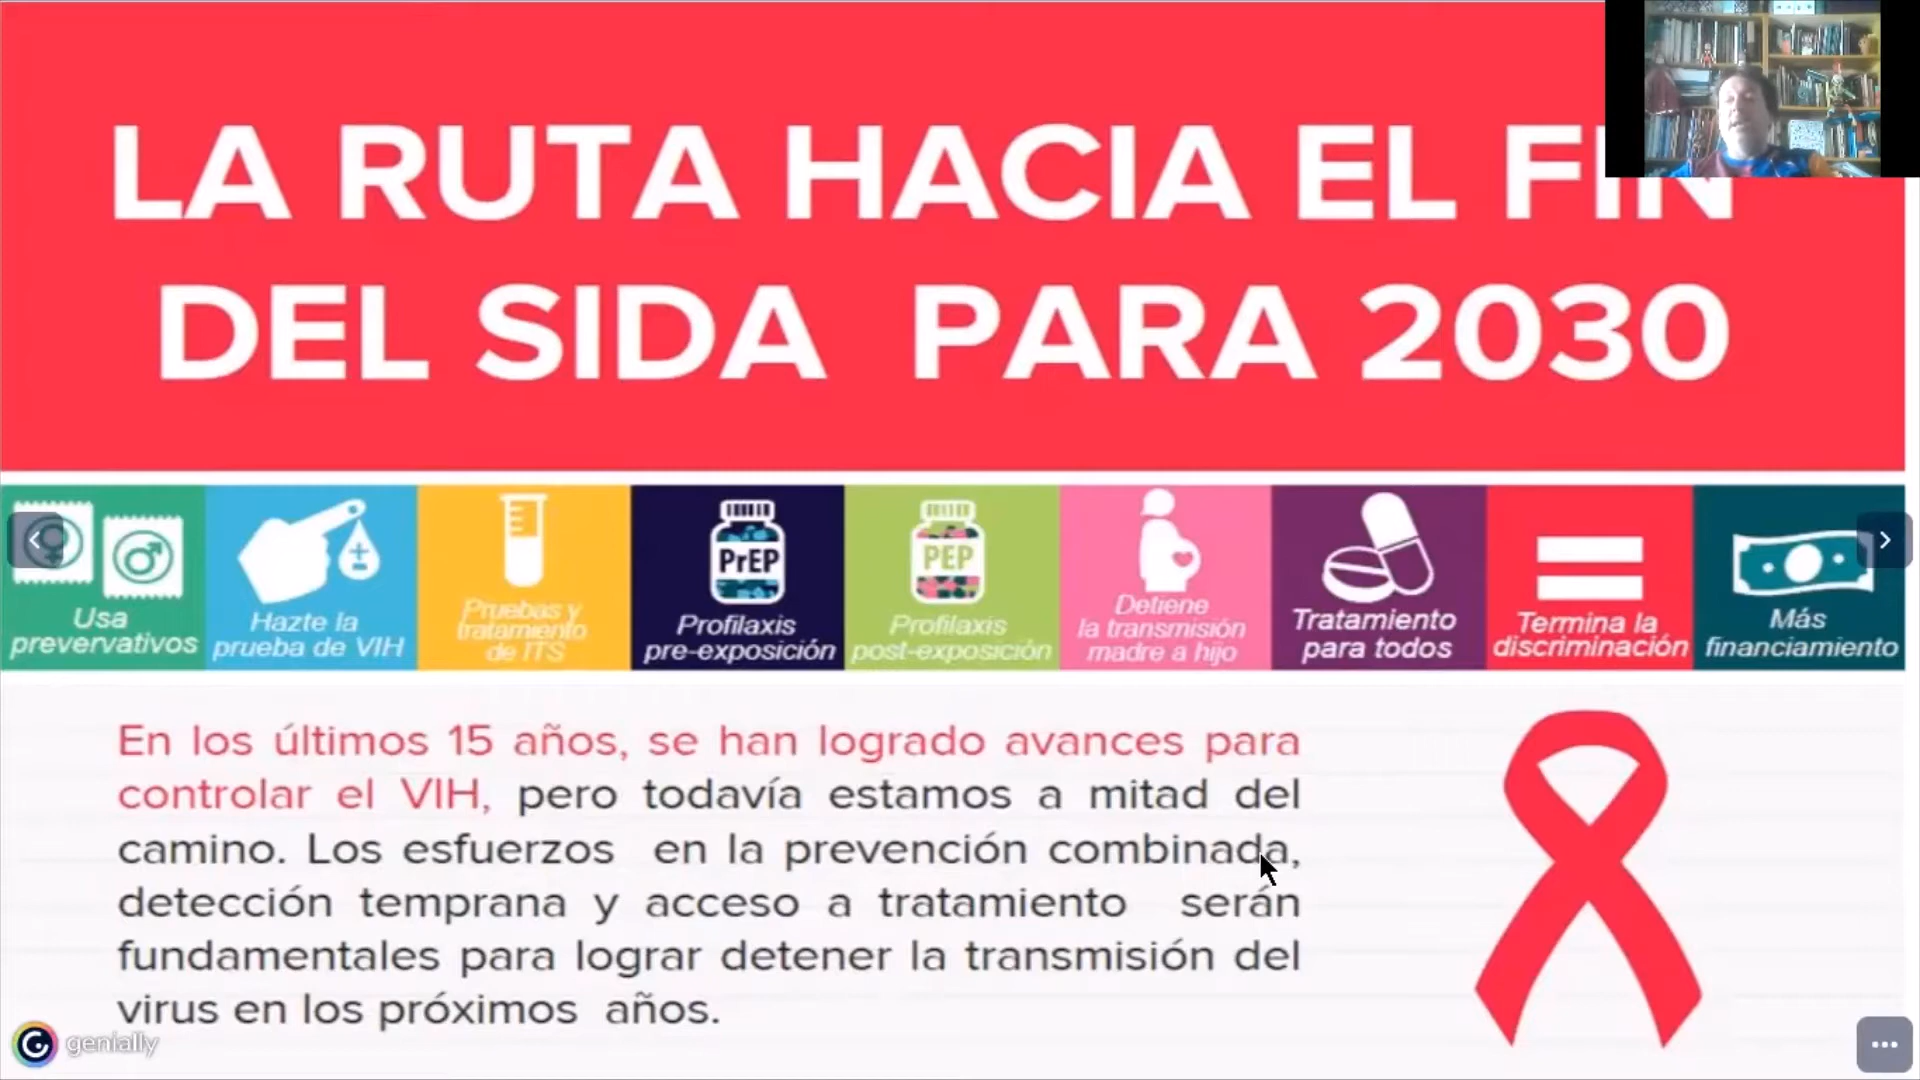 LA RUTA HACIA EL FIN
DEL SIDA PARA 2030
Usa
prevervativos
Hazte la
prueba de VIH
Pruebas y
tratamiento
de ITS
PrEP
Profilaxis
pre-exposición
PEP
Profilaxis
post-exposición
Detiene
la transmisión
madre a hijo
Tratamiento
para todos
Termina la
discriminación
Más
financiamiento
En los últimos 15 años, se han logrado avances para
controlar el VIH, pero todavía estamos a mitad del
camino. Los esfuerzos en la prevención combinada,
detección temprana y acceso a tratamiento serán
fundamentales para lograr detener la transmisión del
virus en los próximos años.
genially